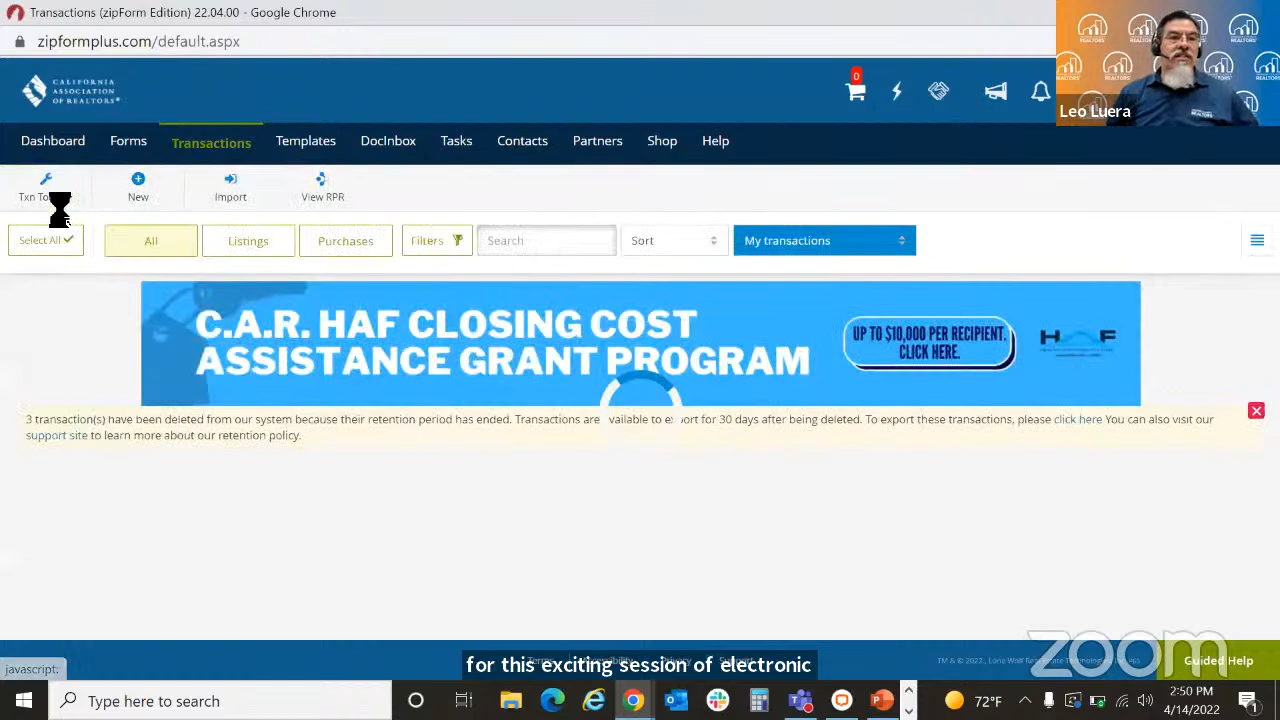 Transactions (zipForm Edition) 22.04.00 - Google Chrome
zipformplus.com/default.aspx
CALIFORNIA
ASSOCIATION
OF REALTORS®
0
Leo Luera
Dashboard Forms Transactions Templates DocInbox Tasks Contacts Partners Shop Help
Txn New Import View RPR
Select All All Listings Purchases Filters Search Sort My transactions
C.A.R. HAF CLOSING COST
ASSISTANCE GRANT PROGRAM
UP TO $10,000 PER RECIPIENT.
CLICK HERE.
HAF
3 transaction(s) have been deleted from our system because their retention period has ended. Transactions are vailable to export for 30 days after being deleted. To export these transactions, please click here You can also visit our
support site to learn more about our retention policy.
zoom
javascript:
for this exciting session of electronic
Guided Help
Type here to search
72°F
2:50 PM
4/14/2022
1